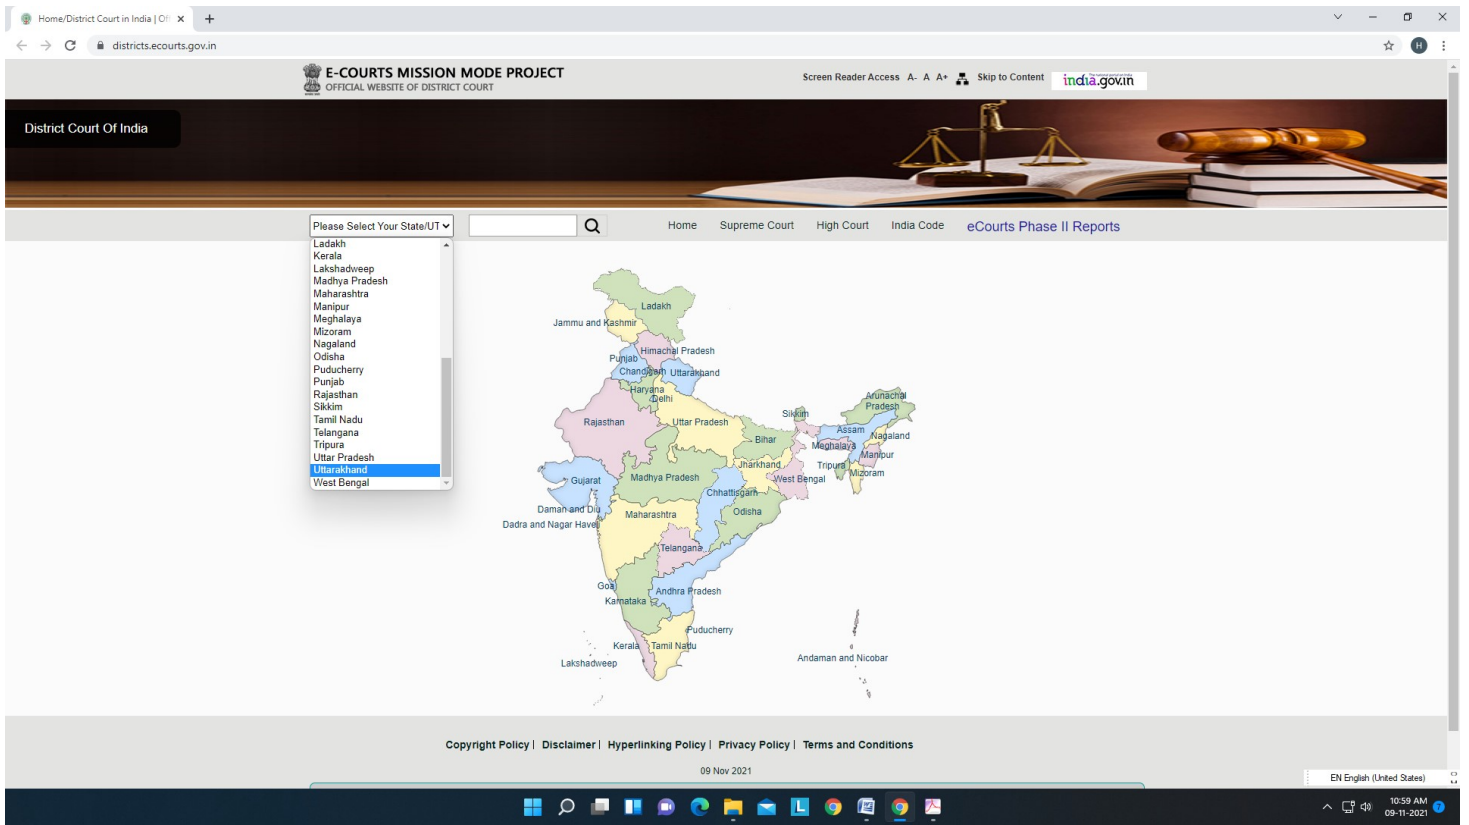 Home/District Court in India | Of
districts.ecourts.gov.in
H
E-COURTS MISSION MODE PROJECT
OFFICIAL WEBSITE OF DISTRICT COURT
Screen Reader Access A- A A+ Skip to Content
india.gov.in
District Court Of India
Please Select Your State/UT
Home Supreme Court High Court India Code eCourts Phase II Reports
Ladakh
Kerala
Lakshadweep
Madhya Pradesh
Maharashtra
Manipur
Meghalaya
Mizoram
Nagaland
Odisha
Puducherry
Punjab
Rajasthan
Sikkim
Tamil Nadu
Telangana
Tripura
Uttar Pradesh
Uttarakhand
West Bengal
Ladakh
Jammu and Kashmir
Himachal Pradesh
Punjab
Chandigarh Uttarakhand
Haryana
Delhi
Arunachal
Pradesh
Sikkim
Rajasthan
Uttar Pradesh
Assam
Nagaland
Bihar
Meghalaya
Manipur
Jharkhand
Tripura
Mizoram
Gujarat
Madhya Pradesh
West Bengal
Chhattisgarh
Daman and Diu
Maharashtra
Odisha
Dadra and Nagar Haveli
Telangana
Goa
Andhra Pradesh
Karnataka
Puducherry
Kerala
Tamil Nadu
Andaman and Nicobar
Lakshadweep
Copyright Policy | Disclaimer | Hyperlinking Policy | Privacy Policy | Terms and Conditions
09 Nov 2021
EN English (United States)
L
10:59 AM
09-11-2021
7